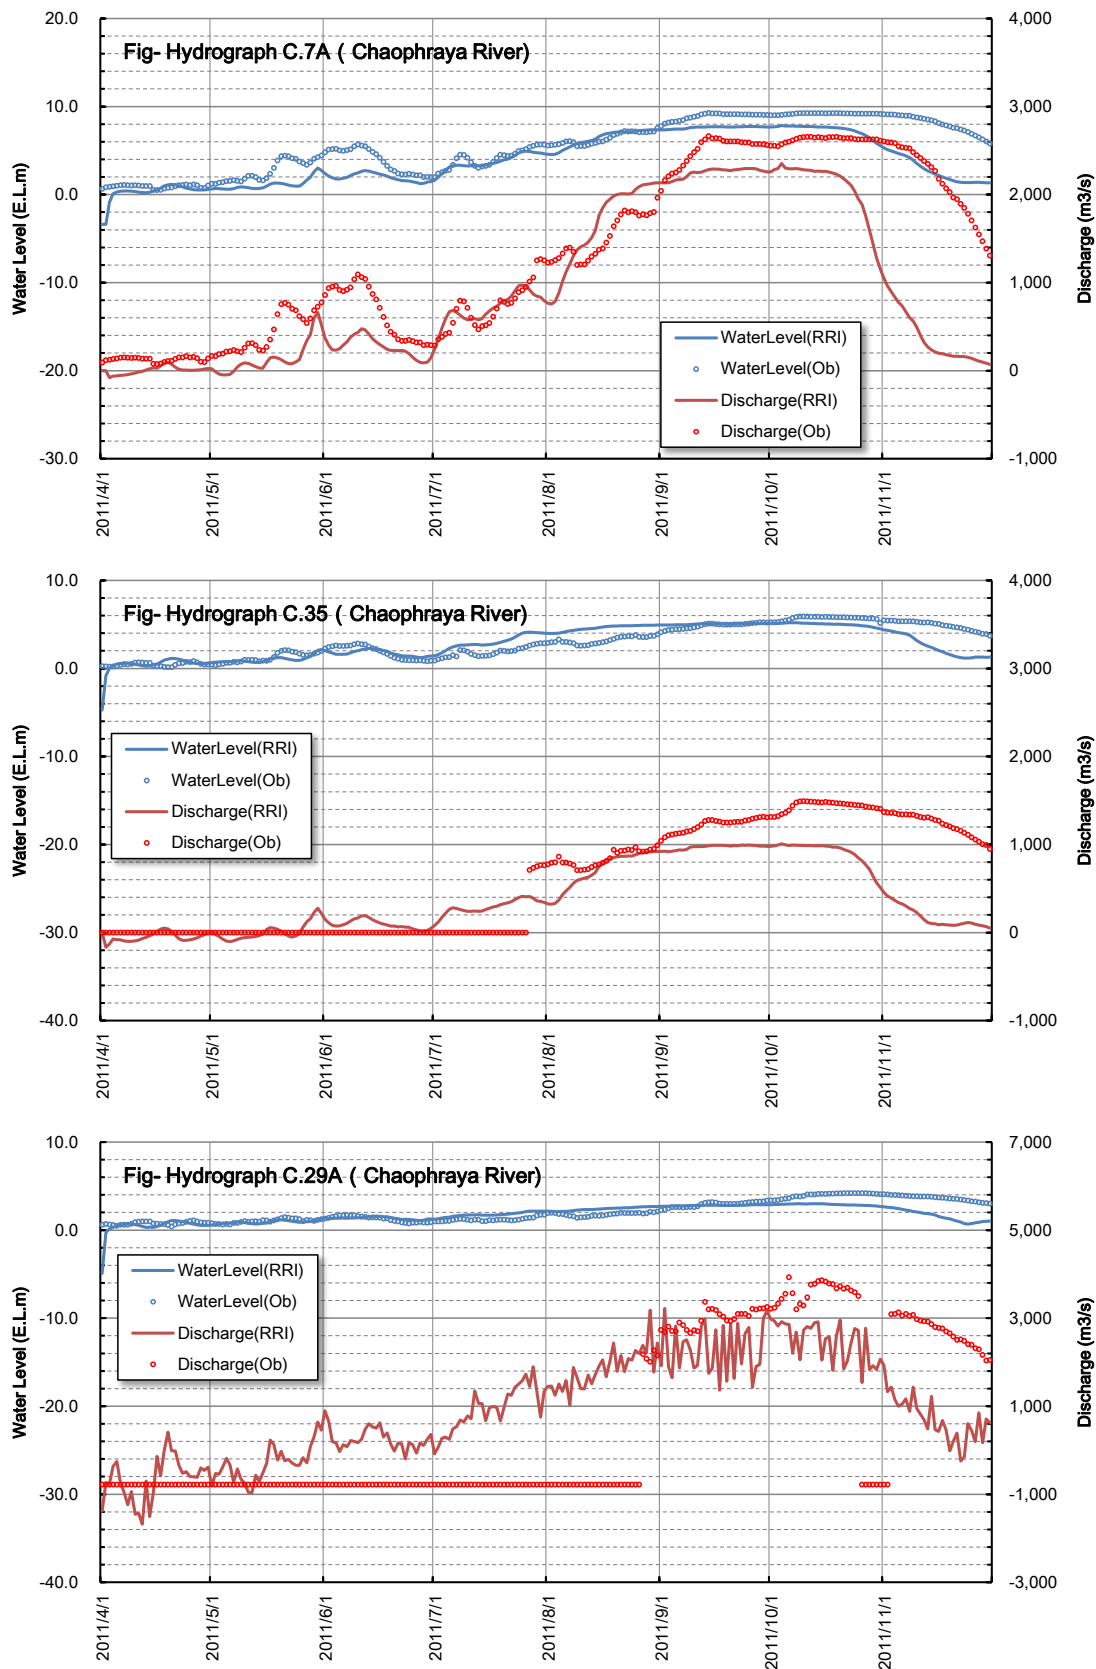 Fig- Hydrograph C.7A ( Chaophraya River)
Water Level (E.L.m)
20.0
10.0
0.0
-10.0
-20.0
-30.0
4,000
3,000
2,000
1,000
0
-1,000
Discharge (m3/s)
WaterLevel(RRI)
WaterLevel(Ob)
Discharge(RRI)
Discharge(Ob)
2011/4/1
2011/5/1
2011/6/1
2011/7/1
2011/8/1
2011/9/1
2011/10/1
2011/11/1
Fig- Hydrograph C.35 ( Chaophraya River)
Water Level (E.L.m)
10.0
0.0
-10.0
-20.0
-30.0
-40.0
4,000
3,000
2,000
1,000
0
-1,000
Discharge (m3/s)
WaterLevel(RRI)
WaterLevel(Ob)
Discharge(RRI)
Discharge(Ob)
2011/4/1
2011/5/1
2011/6/1
2011/7/1
2011/8/1
2011/9/1
2011/10/1
2011/11/1
Fig- Hydrograph C.29A ( Chaophraya River)
Water Level (E.L.m)
10.0
0.0
-10.0
-20.0
-30.0
-40.0
7,000
5,000
3,000
1,000
-1,000
-3,000
Discharge (m3/s)
WaterLevel(RRI)
WaterLevel(Ob)
Discharge(RRI)
Discharge(Ob)
2011/4/1
2011/5/1
2011/6/1
2011/7/1
2011/8/1
2011/9/1
2011/10/1
2011/11/1